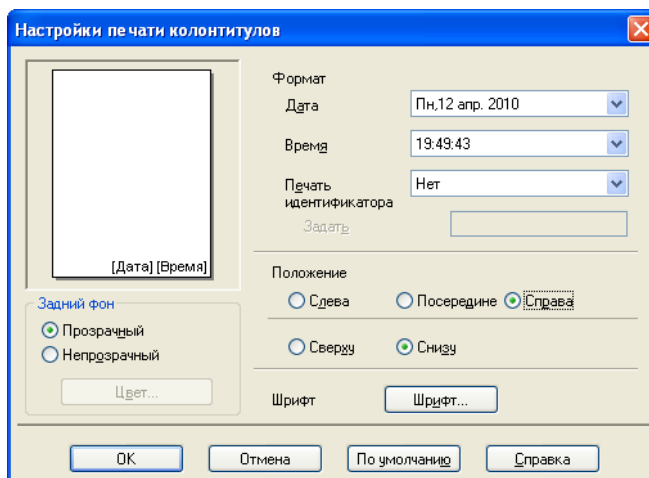 Настройки печати колонтитулов
Формат
Дата
Пн,12 апр. 2010
Время
19:49:43
Печать
идентификатора
Нет
Задать
[Дата] [Время]
Положение
Слева
Посередине
Справа
Задний фон
Прозрачный
Непрозрачный
Цвет...
Сверху
Снизу
Шрифт
Шрифт...
OK
Отмена
По умолчанию
Справка